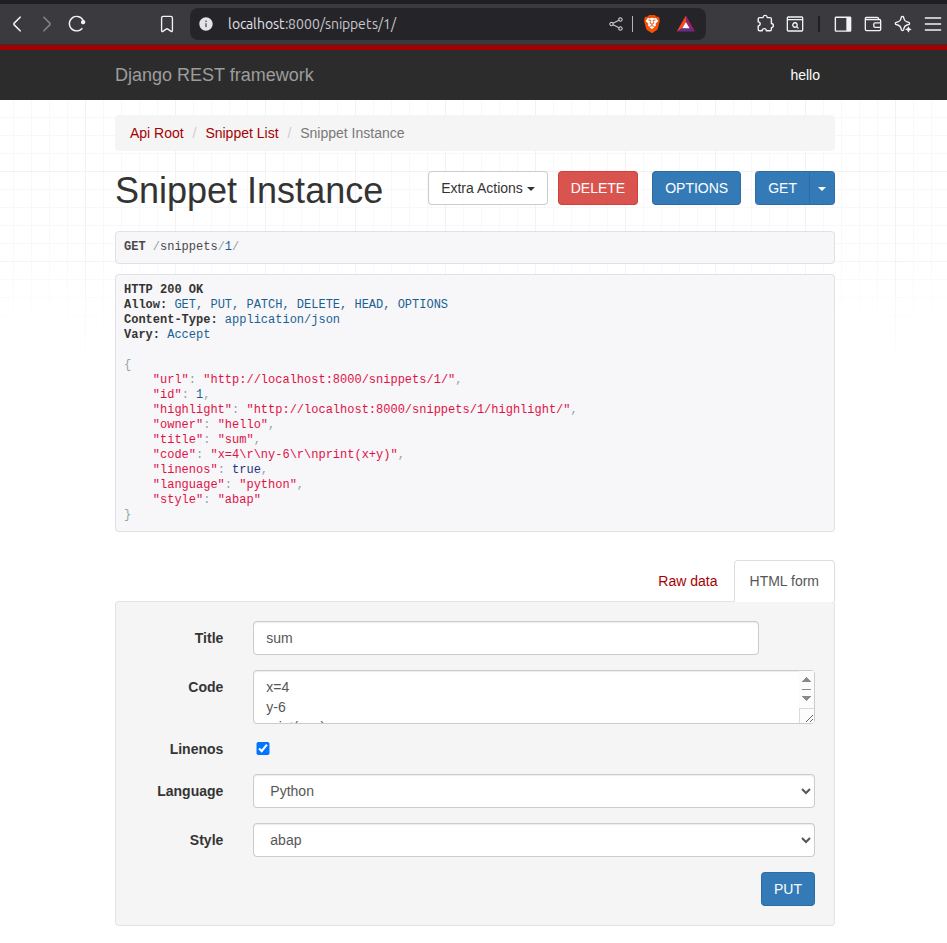 localhost:8000/snippets/1/
Django REST framework hello
Api Root / Snippet List / Snippet Instance
Snippet Instance Extra Actions DELETE OPTIONS GET
GET /snippets/1/
HTTP 200 OK
Allow: GET, PUT, PATCH, DELETE, HEAD, OPTIONS
Content-Type: application/json
Vary: Accept
{
"url": "http://localhost:8000/snippets/1/",
"id": 1,
"highlight": "http://localhost:8000/snippets/1/highlight/",
"owner": "hello",
"title": "sum",
"code": "x=4\r\ny-6\r\nprint(x+y)",
"linenos": true,
"language": "python",
"style": "abap"
}
Raw data HTML form
Title sum
Code x=4
y-6
Linenos
Language Python
Style abap
PUT